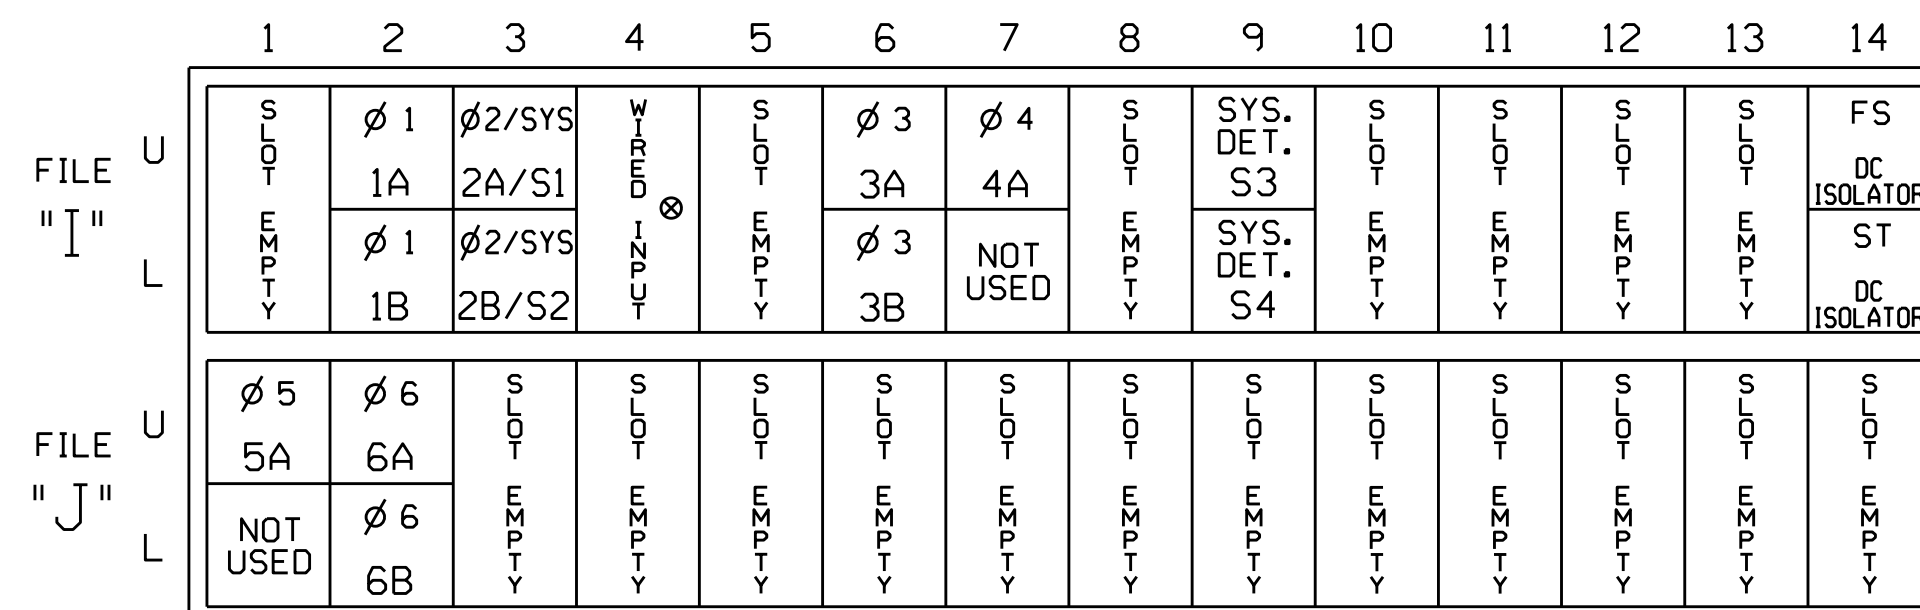 1 2 3 4 5 6 7 8 9 10 11 12 13 14
FILE "I"
U
L
SLOT EMPTY
Ø 1
1A
Ø 1
1B
Ø2/SYS
2A/S1
Ø2/SYS
2B/S2
WIRED INPUT
SLOT EMPTY
Ø 3
3A
Ø 3
3B
Ø 4
4A
NOT
USED
SLOT EMPTY
SYS.
DET.
S3
SYS.
DET.
S4
SLOT EMPTY
SLOT EMPTY
SLOT EMPTY
SLOT EMPTY
FS
DC
ISOLATOR
ST
DC
ISOLATOR
FILE "J"
U
L
Ø 5
5A
NOT
USED
Ø 6
6A
Ø 6
6B
SLOT EMPTY
SLOT EMPTY
SLOT EMPTY
SLOT EMPTY
SLOT EMPTY
SLOT EMPTY
SLOT EMPTY
SLOT EMPTY
SLOT EMPTY
SLOT EMPTY
SLOT EMPTY
SLOT EMPTY